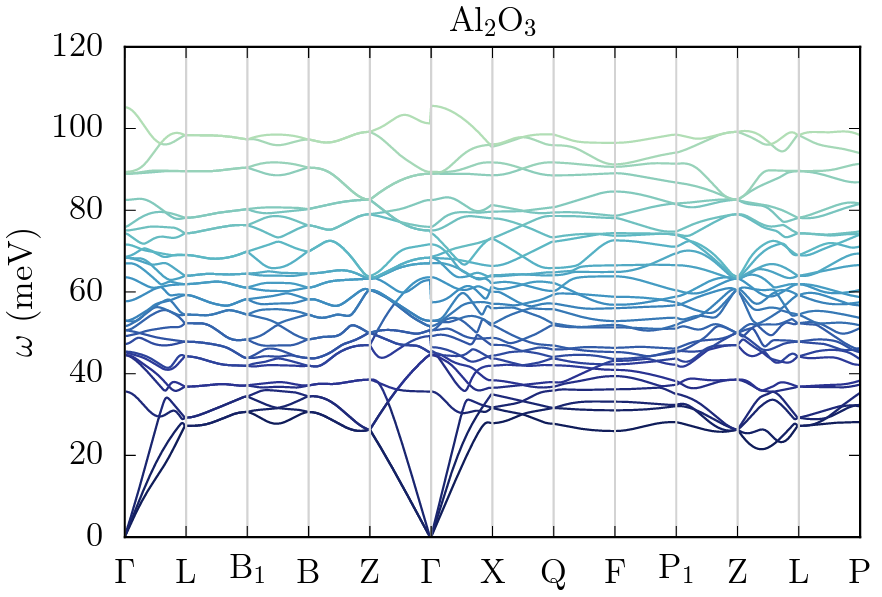 Al₂O₃
120
100
80
60
40
20
0
ω (meV)
Γ L B₁ B Z Γ X Q F P₁ Z L P